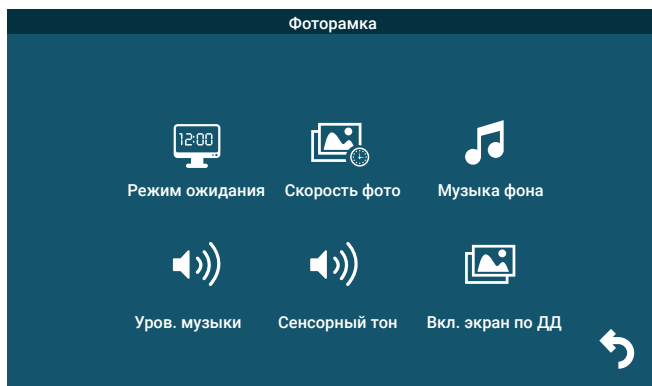 Фоторамка
12:00
Режим ожидания
Скорость фото
Музыка фона
Уров. музыки
Сенсорный тон
Вкл. экран по ДД